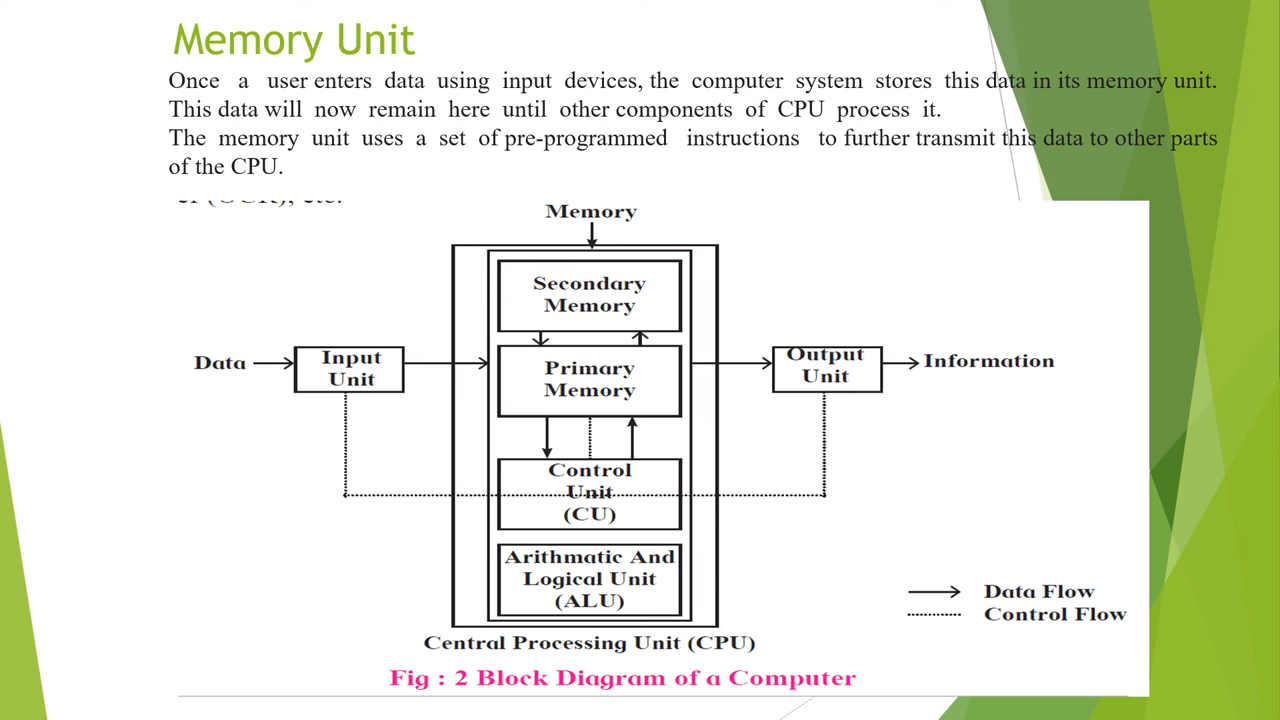 Memory Unit
Once a user enters data using input devices, the computer system stores this data in its memory unit.
This data will now remain here until other components of CPU process it.
The memory unit uses a set of pre-programmed instructions to further transmit this data to other parts
of the CPU.
etc.
Memory
Secondary
Memory
Data
Input
Unit
Primary
Memory
Output
Unit
Information
Control
Unit
(CU)
Arithmatic And
Logical Unit
(ALU)
Data Flow
Control Flow
Central Processing Unit (CPU)
Fig : 2 Block Diagram of a Computer